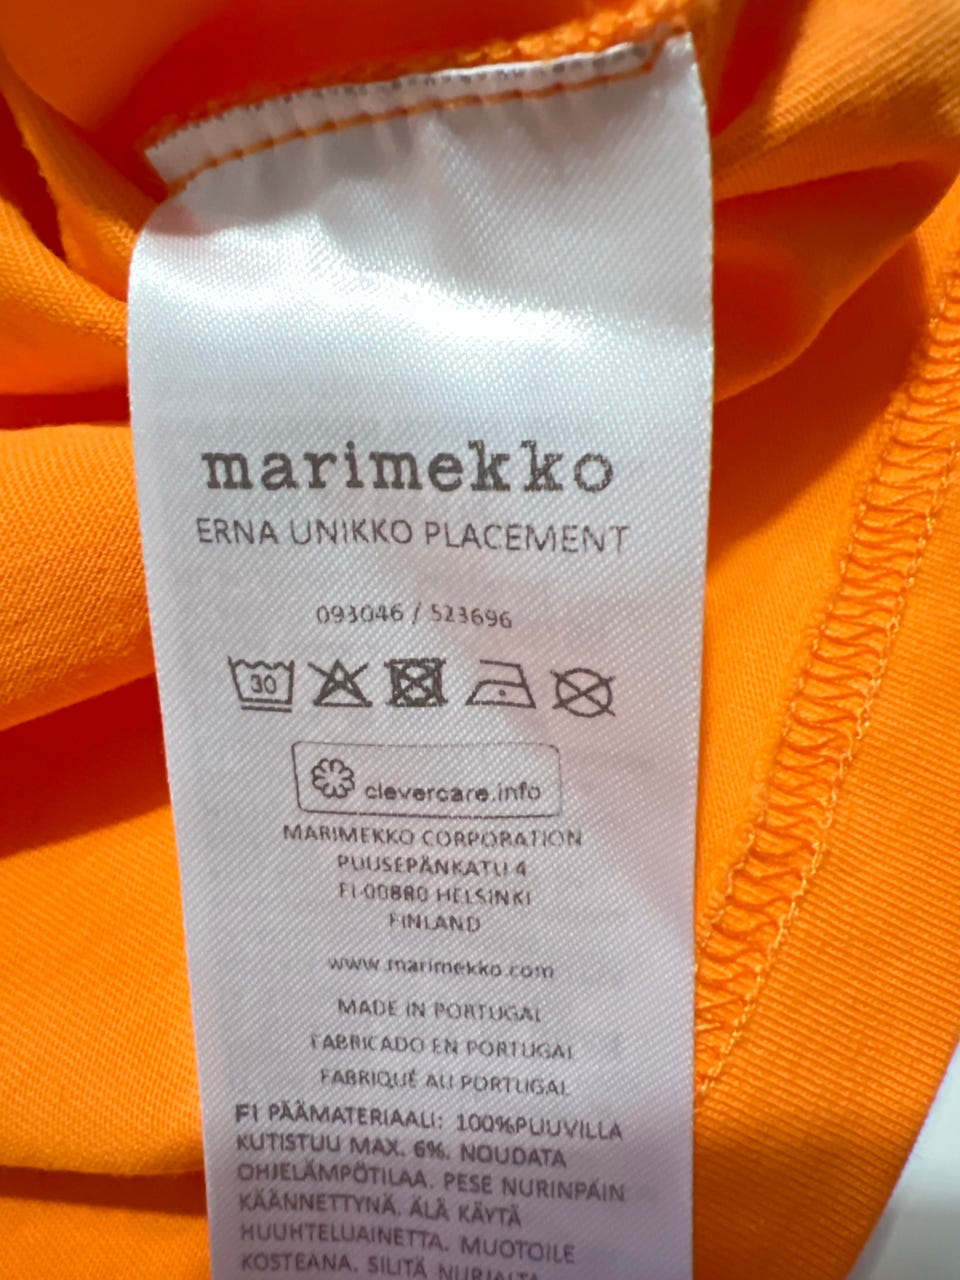 marimekko
ERNA UNIKKO PLACEMENT
093046 / 523696
30
clevercare.info
MARIMEKKO CORPORATION
PUUSEPÄNKATU 4
FI-00880 HELSINKI
FINLAND
www.marimekko.com
MADE IN PORTUGAL
FABRICADO EN PORTUGAL
FABRIQUÉ AU PORTUGAL
FI PÄÄMATERIAALI: 100%PUUVILLA
KUTISTUU MAX. 6%. NOUDATA
OHJELÄMPÖTILAA. PESE NURINPÄIN
KÄÄNNETTYNÄ. ÄLÄ KÄYTÄ
HUUHTELUAINETTA. MUOTOILE
KOSTEANA. SILITÄ NURJALTA